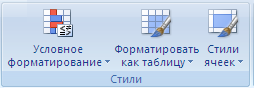 Условное форматирование
Форматировать как таблицу
Стили ячеек
Стили